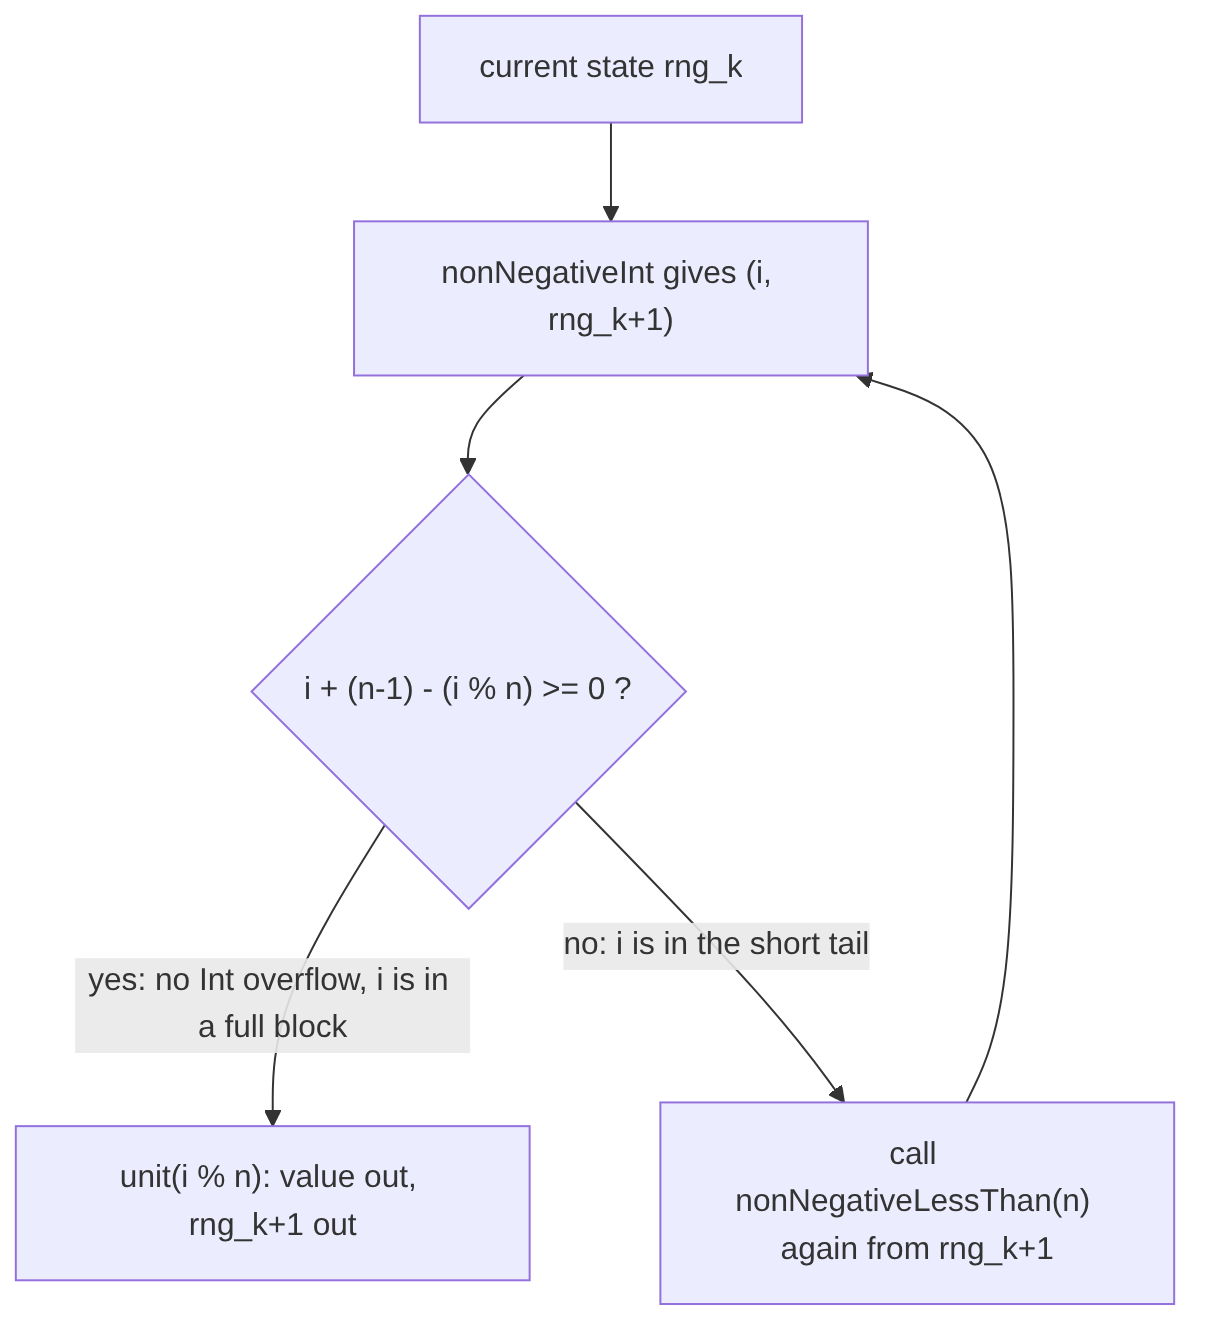 current state rng_k
nonNegativeInt gives (i,
rng_k+1)
i + (n-1) - (i % n) >= 0 ?
no: i is in the short tail
yes: no Int overflow, i is in
a full block
unit(i % n): value out,
rng_k+1 out
call
nonNegativeLessThan(n)
again from rng_k+1